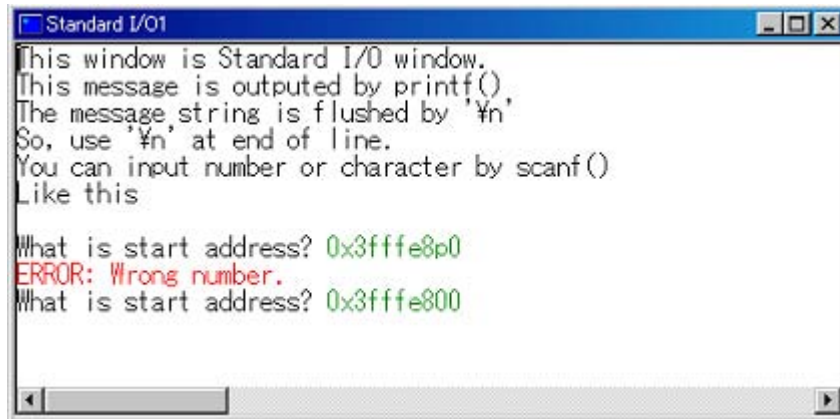 Standard I/O1
This window is Standard I/O window.
This message is outputed by printf()
The message string is flushed by '¥n'
So, use '¥n' at end of line.
You can input number or character by scanf()
Like this
What is start address? 0x3fffe8p0
ERROR: Wrong number.
What is start address? 0x3fffe800